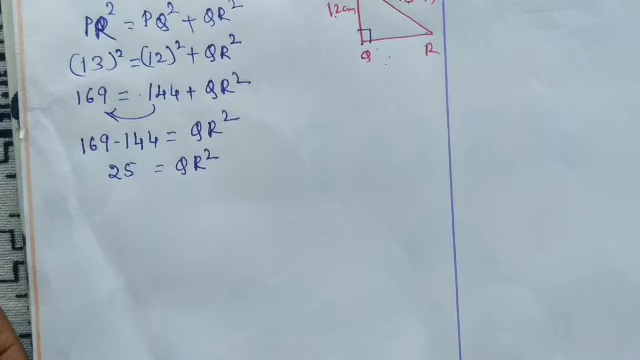 PR² = PQ² + QR²
12cm
(13)² = (12)² + QR²
Q R
169 = 144 + QR²
169 - 144 = QR²
25 = QR²